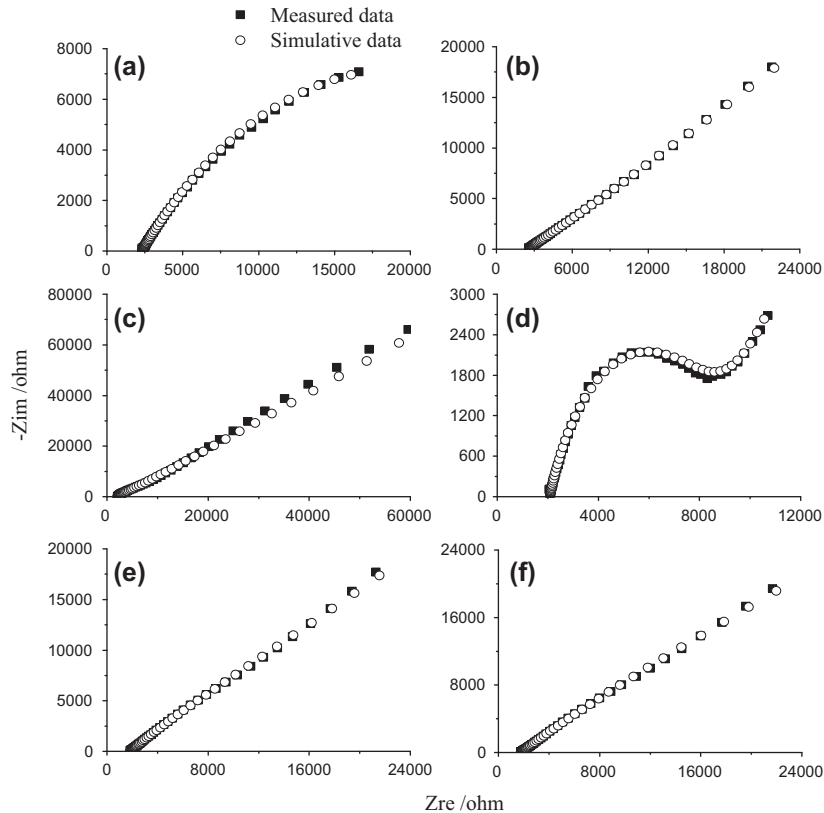 Measured data
Simulative data
(a)
8000
6000
4000
2000
0
5000 10000 15000 20000
(b)
20000
15000
10000
5000
0
6000 12000 18000 24000
(c)
80000
60000
40000
20000
0
0 20000 40000 60000
(d)
3000
2400
1800
1200
600
0
0 4000 8000 12000
(e)
20000
15000
10000
5000
0
0 8000 16000 24000
(f)
24000
16000
8000
0
0 8000 16000 24000
-Zim /ohm
Zre /ohm